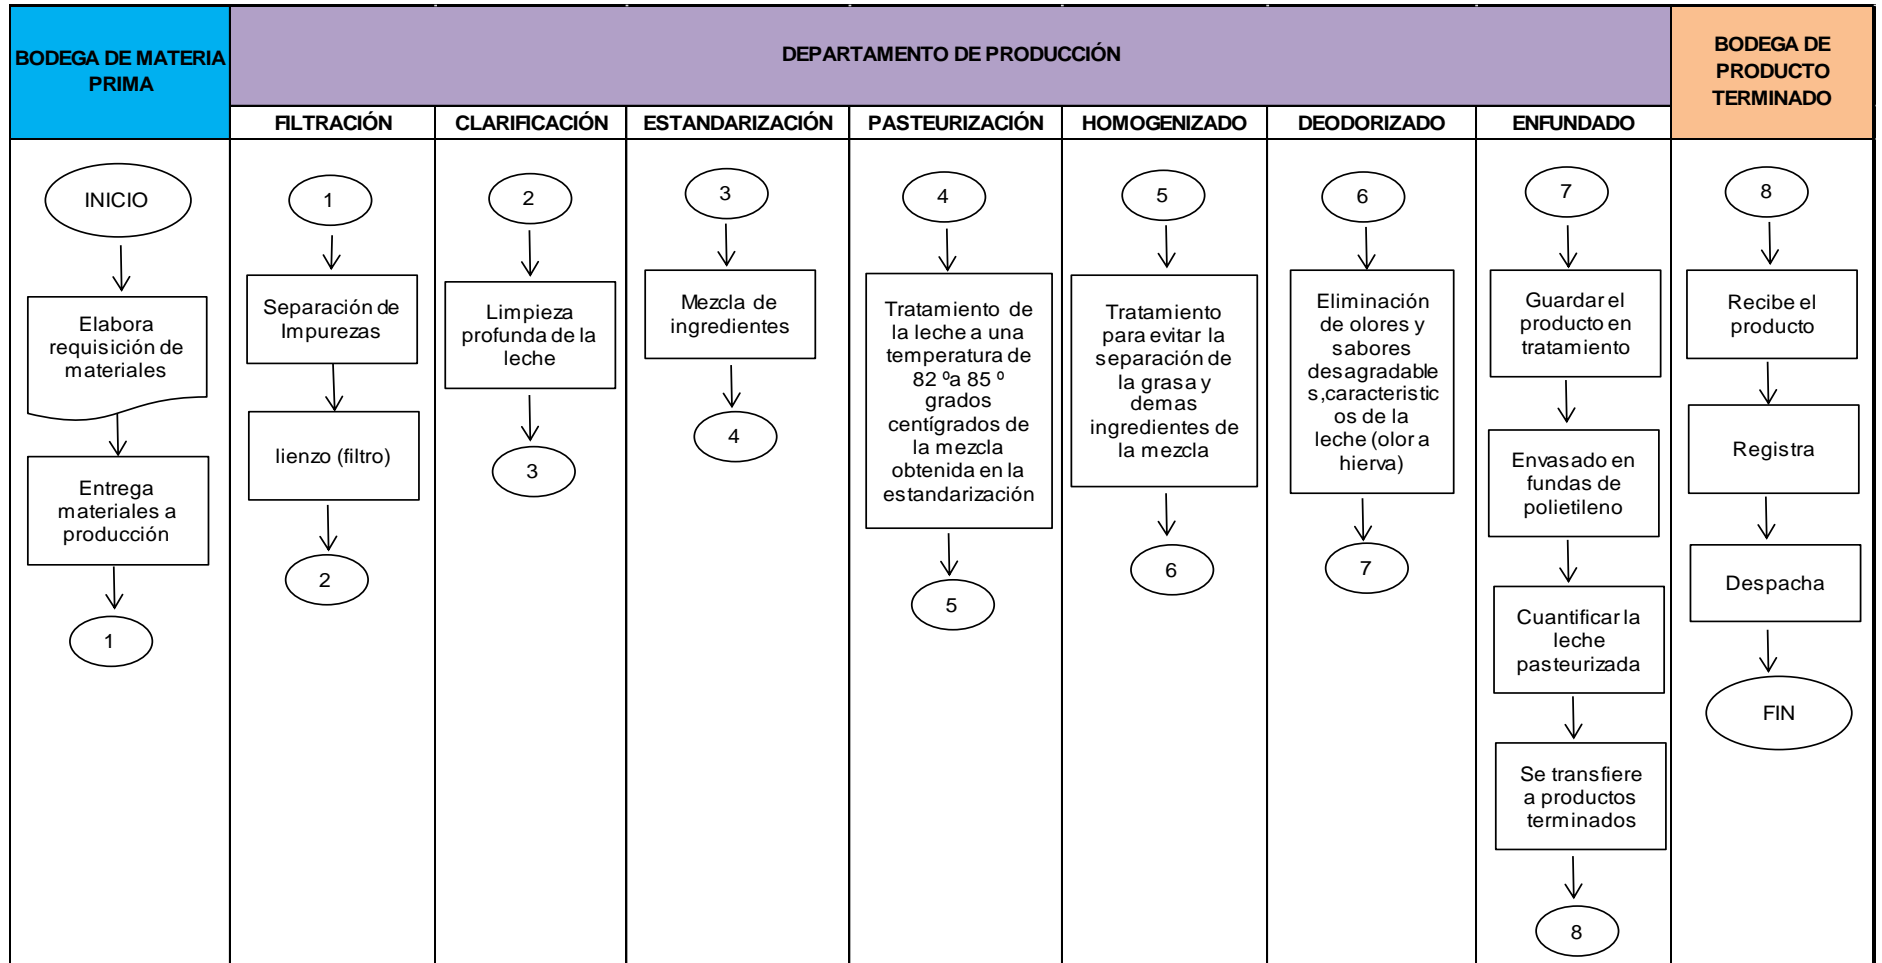 BODEGA DE MATERIA
PRIMA
DEPARTAMENTO DE PRODUCCIÓN
BODEGA DE
PRODUCTO
TERMINADO
FILTRACIÓN
CLARIFICACIÓN
ESTANDARIZACIÓN
PASTEURIZACIÓN
HOMOGENIZADO
DEODORIZADO
ENFUNDADO
INICIO
Elabora
requisición de
materiales
Entrega
materiales a
producción
1
1
Separación de
Impurezas
lienzo (filtro)
2
2
Limpieza
profunda de la
leche
3
3
Mezcla de
ingredientes
4
4
Tratamiento de
la leche a una
temperatura de
82 ºa 85 º
grados
centígrados de
la mezcla
obtenida en la
estandarización
5
5
Tratamiento
para evitar la
separación de
la grasa y
demas
ingredientes de
la mezcla
6
6
Eliminación
de olores y
sabores
desagradable
s,caracteristic
os de la
leche (olor a
hierva)
7
7
Guardar el
producto en
tratamiento
Envasado en
fundas de
polietileno
Cuantificar la
leche
pasteurizada
Se transfiere
a productos
terminados
8
8
Recibe el
producto
Registra
Despacha
FIN